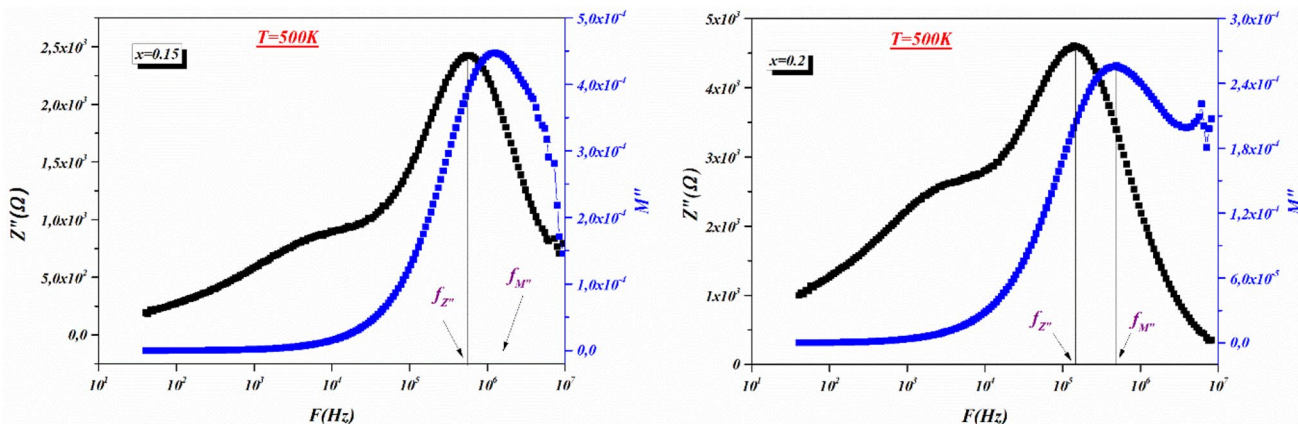 T=500K
x=0.15
2,5x10³
2,0x10³
1,5x10³
1,0x10³
5,0x10²
0,0
Z"(Ω)
5,0x10⁻⁴
4,0x10⁻⁴
3,0x10⁻⁴
2,0x10⁻⁴
1,0x10⁻⁴
0,0
M"
f_Z"
f_M"
10¹ 10² 10³ 10⁴ 10⁵ 10⁶ 10⁷
F(Hz)
T=500K
x=0.2
5x10³
4x10³
3x10³
2x10³
1x10³
0
Z"(Ω)
3,0x10⁻⁴
2,4x10⁻⁴
1,8x10⁻⁴
1,2x10⁻⁴
6,0x10⁻⁵
0,0
M"
f_Z"
f_M"
10¹ 10² 10³ 10⁴ 10⁵ 10⁶ 10⁷
F(Hz)